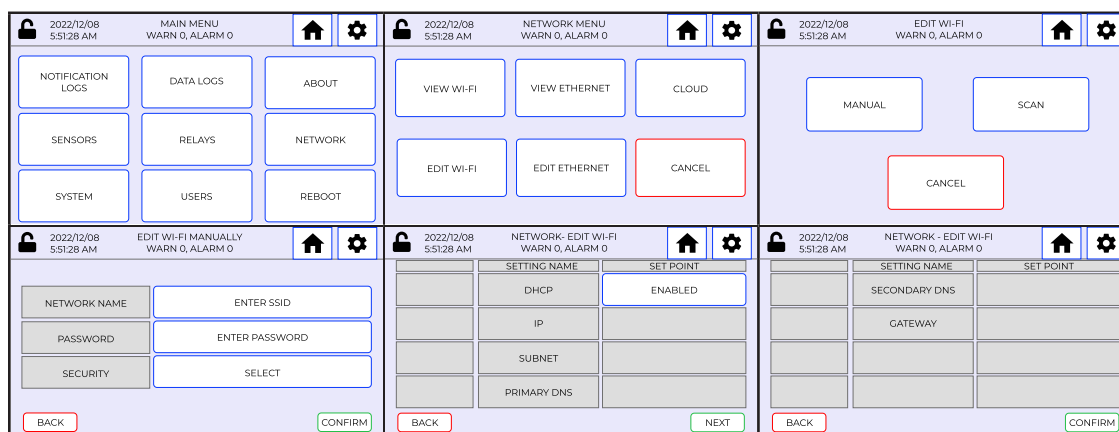 2022/12/08
5:51:28 AM
MAIN MENU
WARN 0, ALARM 0
NOTIFICATION
LOGS
DATA LOGS
ABOUT
SENSORS
RELAYS
NETWORK
SYSTEM
USERS
REBOOT
2022/12/08
5:51:28 AM
NETWORK MENU
WARN 0, ALARM 0
VIEW WI-FI
VIEW ETHERNET
CLOUD
EDIT WI-FI
EDIT ETHERNET
CANCEL
2022/12/08
5:51:28 AM
EDIT WI-FI
WARN 0, ALARM 0
MANUAL
SCAN
CANCEL
2022/12/08
5:51:28 AM
EDIT WI-FI MANUALLY
WARN 0, ALARM 0
NETWORK NAME
ENTER SSID
PASSWORD
ENTER PASSWORD
SECURITY
SELECT
BACK
CONFIRM
2022/12/08
5:51:28 AM
NETWORK- EDIT WI-FI
WARN 0, ALARM 0
SETTING NAME
SET POINT
DHCP
ENABLED
IP
SUBNET
PRIMARY DNS
BACK
NEXT
2022/12/08
5:51:28 AM
NETWORK - EDIT WI-FI
WARN 0, ALARM 0
SETTING NAME
SET POINT
SECONDARY DNS
GATEWAY
BACK
CONFIRM